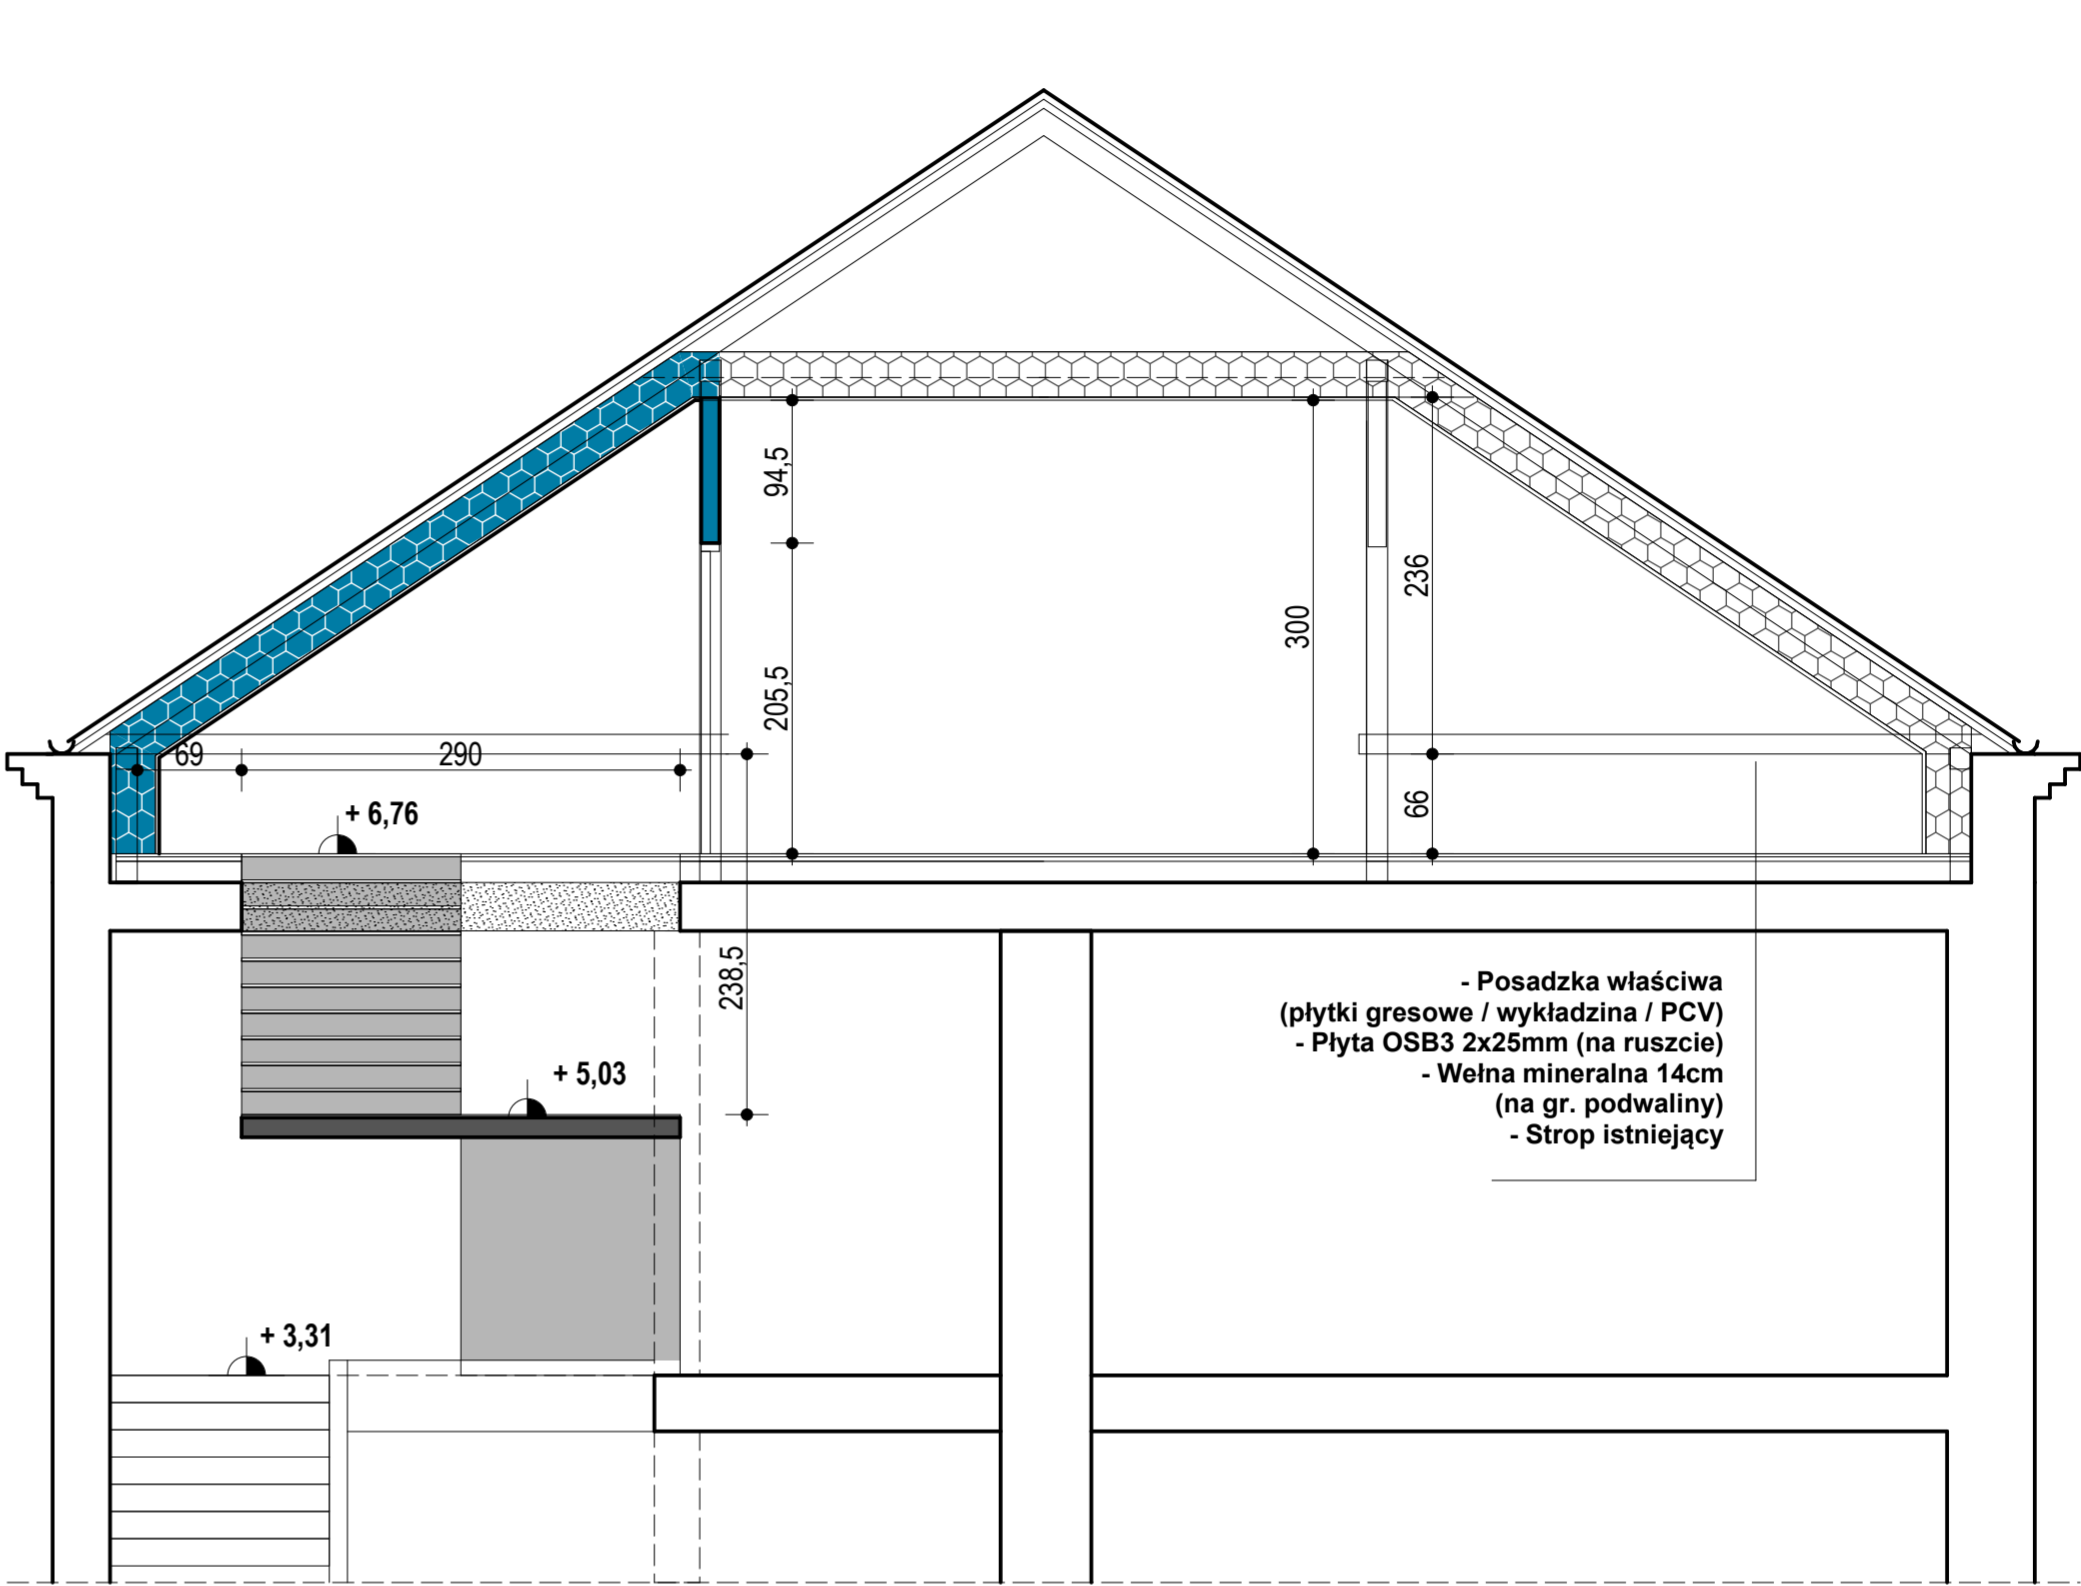 94,5
236
300
205,5
69
290
66
+ 6,76
238,5
- Posadzka właściwa
(płytki gresowe / wykładzina / PCV)
- Płyta OSB3 2x25mm (na ruszcie)
- Wełna mineralna 14cm
(na gr. podwaliny)
- Strop istniejący
+ 5,03
+ 3,31